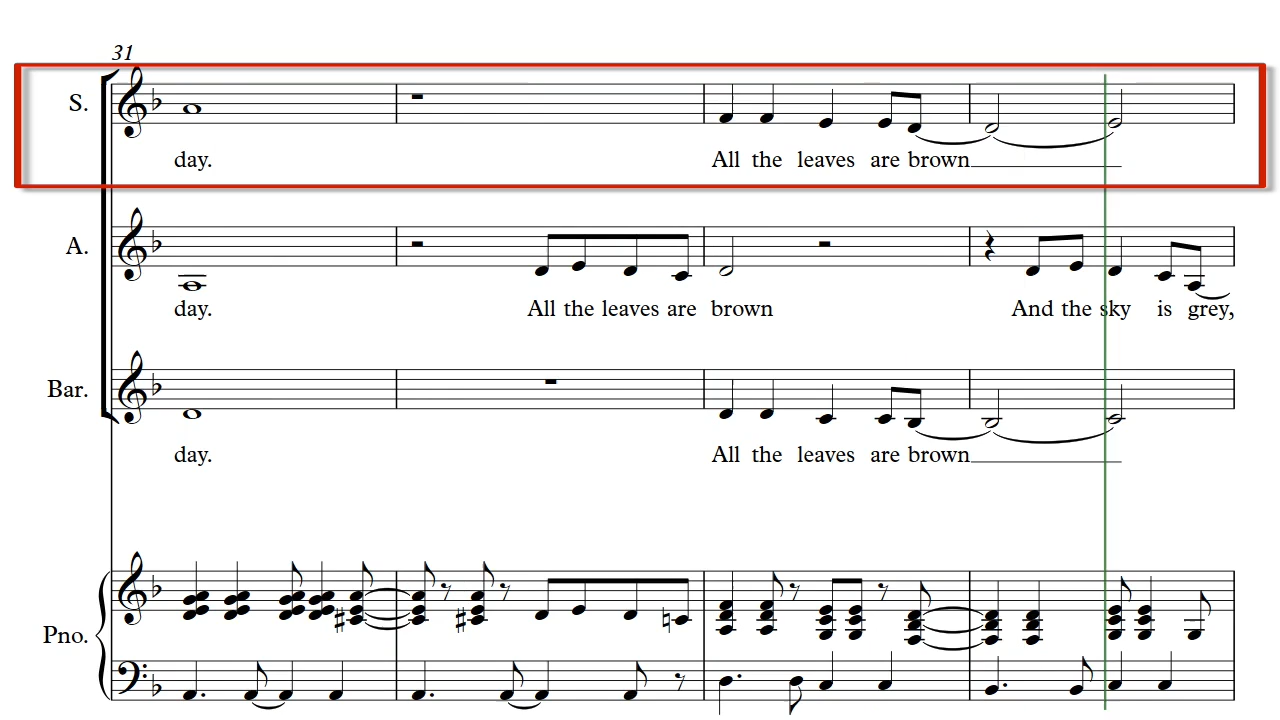 31
S.
day. All the leaves are brown
A.
day. All the leaves are brown And the sky is grey,
Bar.
day. All the leaves are brown
Pno.